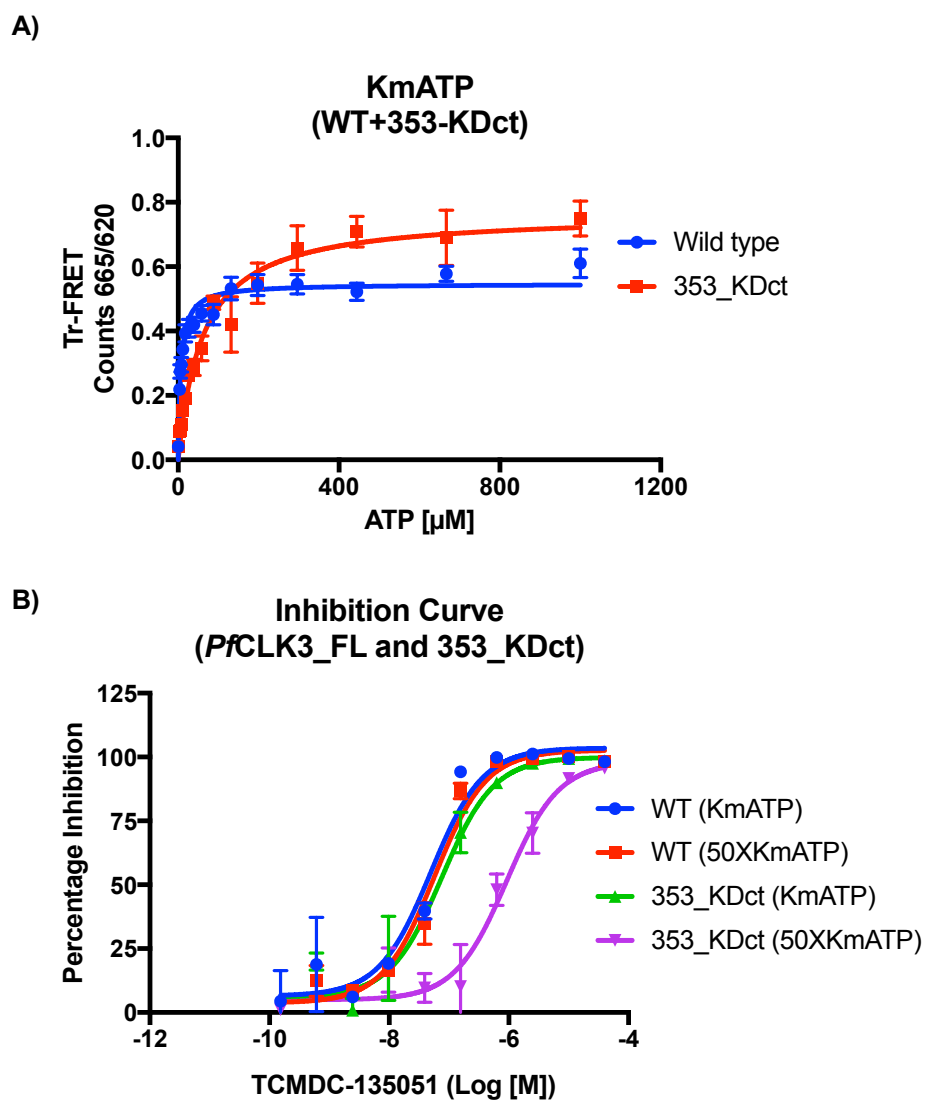 A)
KmATP
(WT+353-KDct)
Tr-FRET
Counts 665/620
1.0
0.8
0.6
0.4
0.2
0.0
0
400
800
1200
ATP [µM]
Wild type
353_KDct
B)
Inhibition Curve
(PfCLK3_FL and 353_KDct)
Percentage Inhibition
125
100
75
50
25
0
-12
-10
-8
-6
-4
TCMDC-135051 (Log [M])
WT (KmATP)
WT (50XKmATP)
353_KDct (KmATP)
353_KDct (50XKmATP)